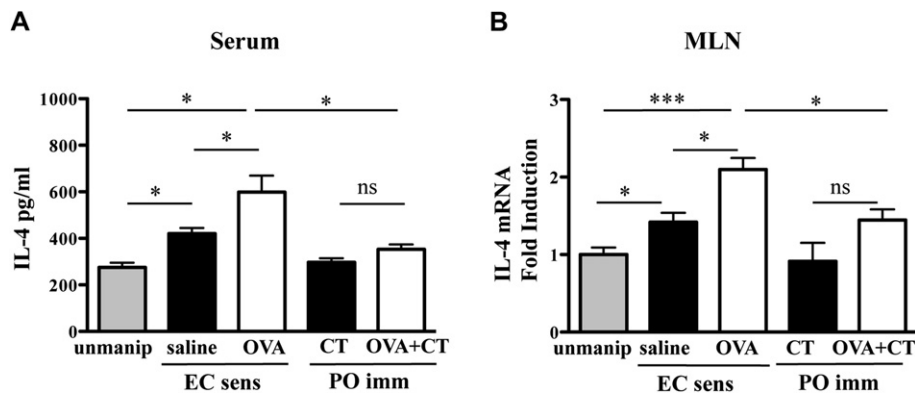 A
Serum
IL-4 pg/ml
1000
800
600
400
200
0
*
*
*
*
ns
unmanip saline OVA CT OVA+CT
EC sens PO imm
B
MLN
IL-4 mRNA
Fold Induction
3
2
1
0
***
*
*
*
ns
unmanip saline OVA CT OVA+CT
EC sens PO imm